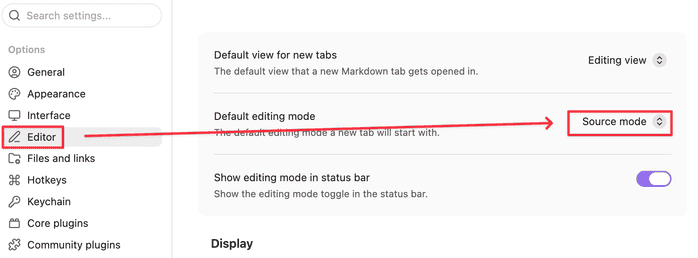 Search settings...
Options
General
Appearance
Interface
Editor
Files and links
Hotkeys
Keychain
Core plugins
Community plugins
Default view for new tabs
The default view that a new Markdown tab gets opened in.
Editing view
Default editing mode
The default editing mode a new tab will start with.
Source mode
Show editing mode in status bar
Show the editing mode toggle in the status bar.
Display